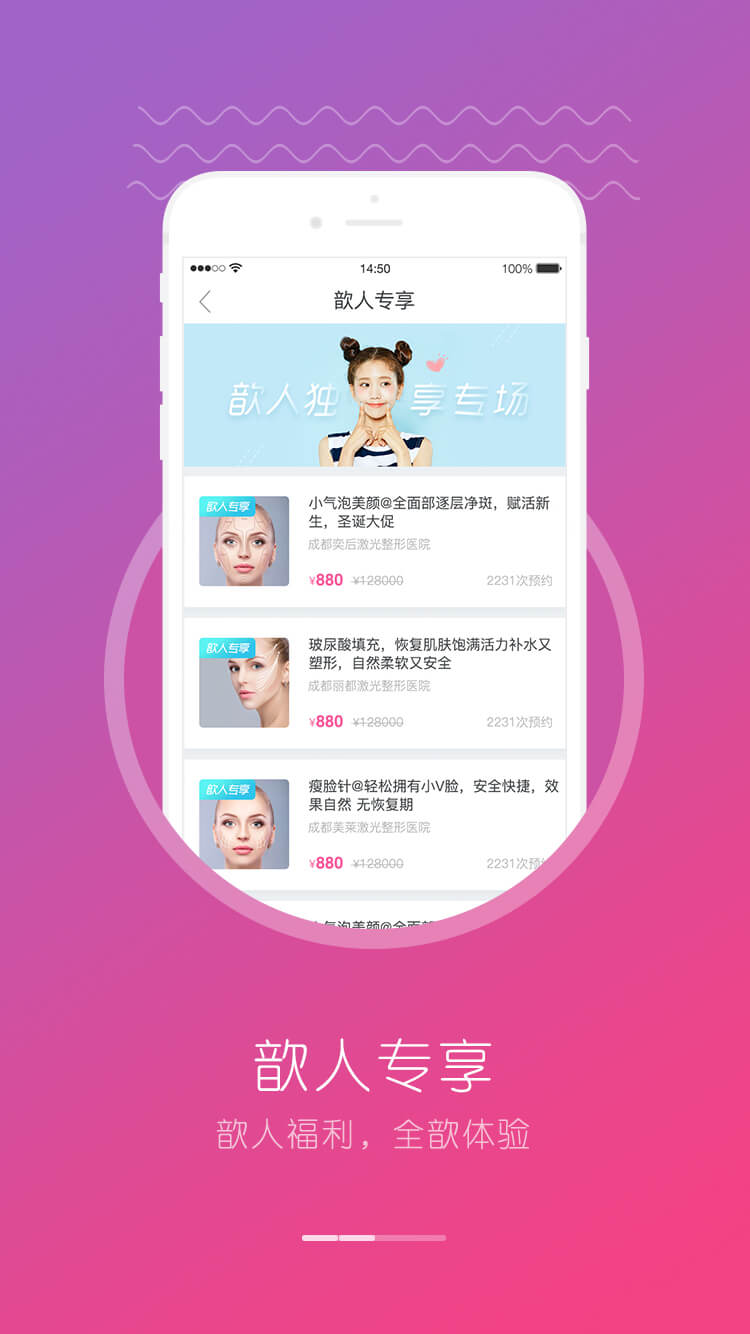 14:50
100%
歆人专享
歆人独享专场
歆人专享
小气泡美颜@全面部逐层净斑，赋活新
生，圣诞大促
成都奕后激光整形医院
¥880 ¥128000 2231次预约
歆人专享
玻尿酸填充，恢复肌肤饱满活力补水又
塑形，自然柔软又安全
成都丽都激光整形医院
¥880 ¥128000 2231次预约
歆人专享
瘦脸针@轻松拥有小V脸，安全快捷，效
果自然 无恢复期
成都美莱激光整形医院
¥880 ¥128000 2231次预
气泡美颜@全面
歆人专享
歆人福利，全歆体验